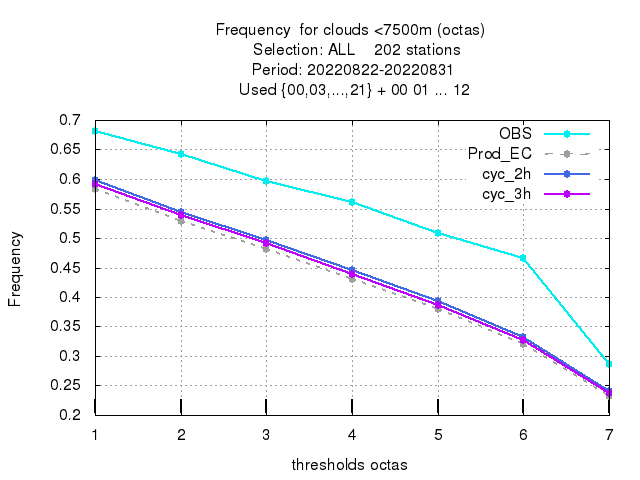 Frequency  for clouds <7500m (octas)
Selection: ALL    202 stations
Period: 20220822-20220831
Used {00,03,...,21} + 00 01 ... 12
OBS
Prod_EC
cyc_2h
cyc_3h
0.7
0.65
0.6
0.55
0.5
0.45
0.4
0.35
0.3
0.25
0.2
Frequency
1 2 3 4 5 6 7
thresholds octas